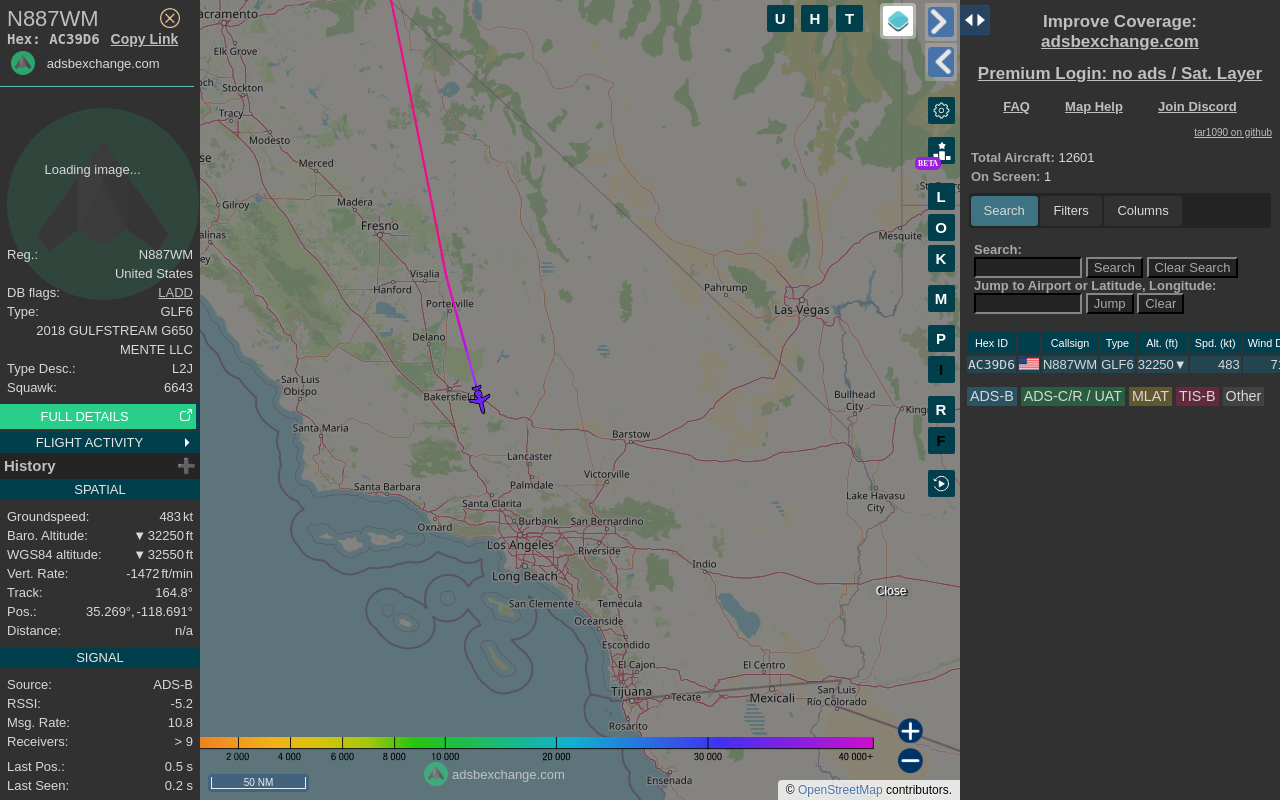 N887WM
Hex: AC39D6 Copy Link
adsbexchange.com
Loading image...
Reg.: N887WM
United States
DB flags: LADD
Type: GLF6
2018 GULFSTREAM G650
MENTE LLC
Type Desc.: L2J
Squawk: 6643
FULL DETAILS
FLIGHT ACTIVITY
History
SPATIAL
Groundspeed: 483 kt
Baro. Altitude: ▼ 32250 ft
WGS84 altitude: ▼ 32550 ft
Vert. Rate: -1472 ft/min
Track: 164.8°
Pos.: 35.269°, -118.691°
Distance: n/a
SIGNAL
Source: ADS-B
RSSI: -5.2
Msg. Rate: 10.8
Receivers: > 9
Last Pos.: 0.5 s
Last Seen: 0.2 s
acramento
Elk Grove
Stockton
Tracy
Modesto
Merced
Madera
Gilroy
Fresno
Visalia
Hanford
Porterville
Delano
Bakersfield
San Luis
Obispo
Santa Maria
Santa Barbara
Lancaster
Palmdale
Santa Clarita
Oxnard
Burbank
Los Angeles
Long Beach
San Bernardino
Riverside
Victorville
Barstow
San Clemente
Temecula
Oceanside
Escondido
El Cajon
Tijuana
Rosarito
Tecate
Ensenada
Mexicali
El Centro
San Luis
Río Colorado
Indio
Pahrump
Las Vegas
Mesquite
Bullhead
City
Lake Havasu
City
Close
U H T
BETA
L
O
K
M
P
I
R
F
2 000 4 000 6 000 8 000 10 000 20 000 30 000 40 000+
50 NM
adsbexchange.com
© OpenStreetMap contributors.
Improve Coverage:
adsbexchange.com
Premium Login: no ads / Sat. Layer
FAQ Map Help Join Discord
tar1090 on github
Total Aircraft: 12601
On Screen: 1
Search Filters Columns
Search:
Search Clear Search
Jump to Airport or Latitude, Longitude:
Jump Clear
Hex ID Callsign Type Alt. (ft) Spd. (kt) Wind D
AC39D6 N887WM GLF6 32250▼ 483 71
ADS-B ADS-C/R / UAT MLAT TIS-B Other